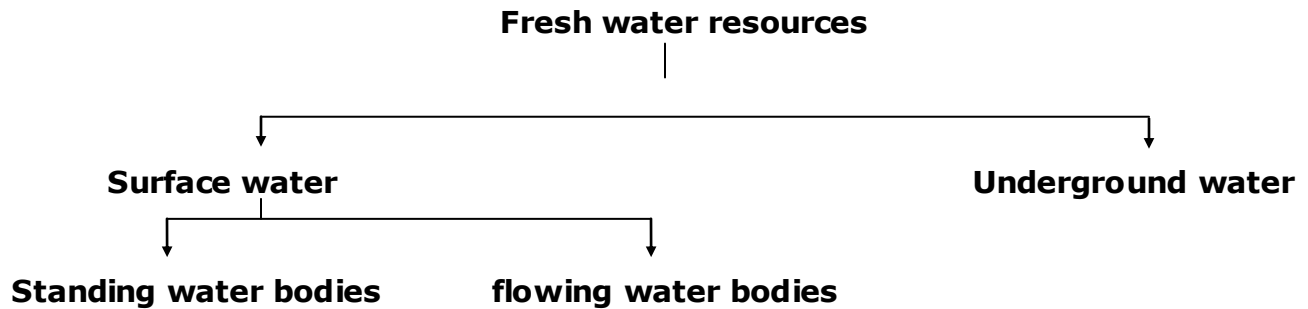 Fresh water resources
Surface water Underground water
Standing water bodies flowing water bodies